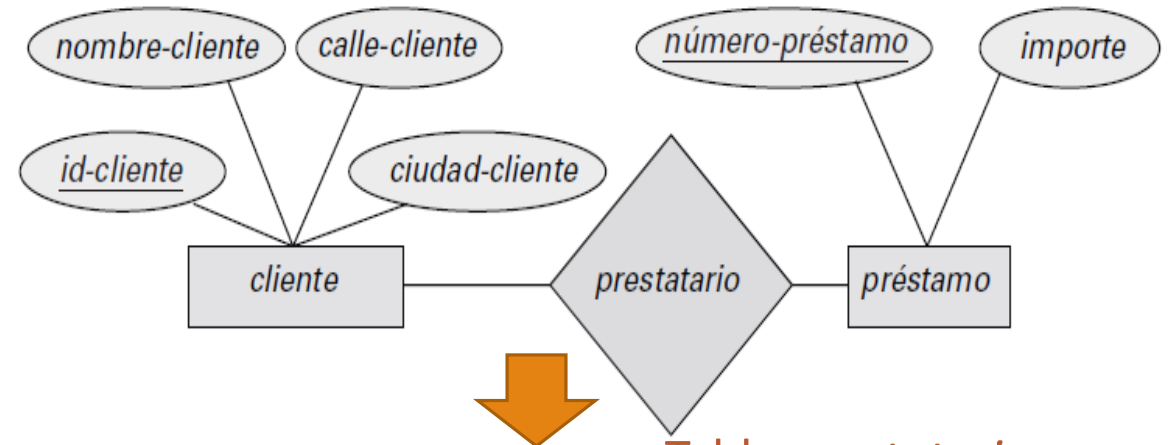 nombre-cliente calle-cliente número-préstamo importe
id-cliente ciudad-cliente
cliente prestatario préstamo